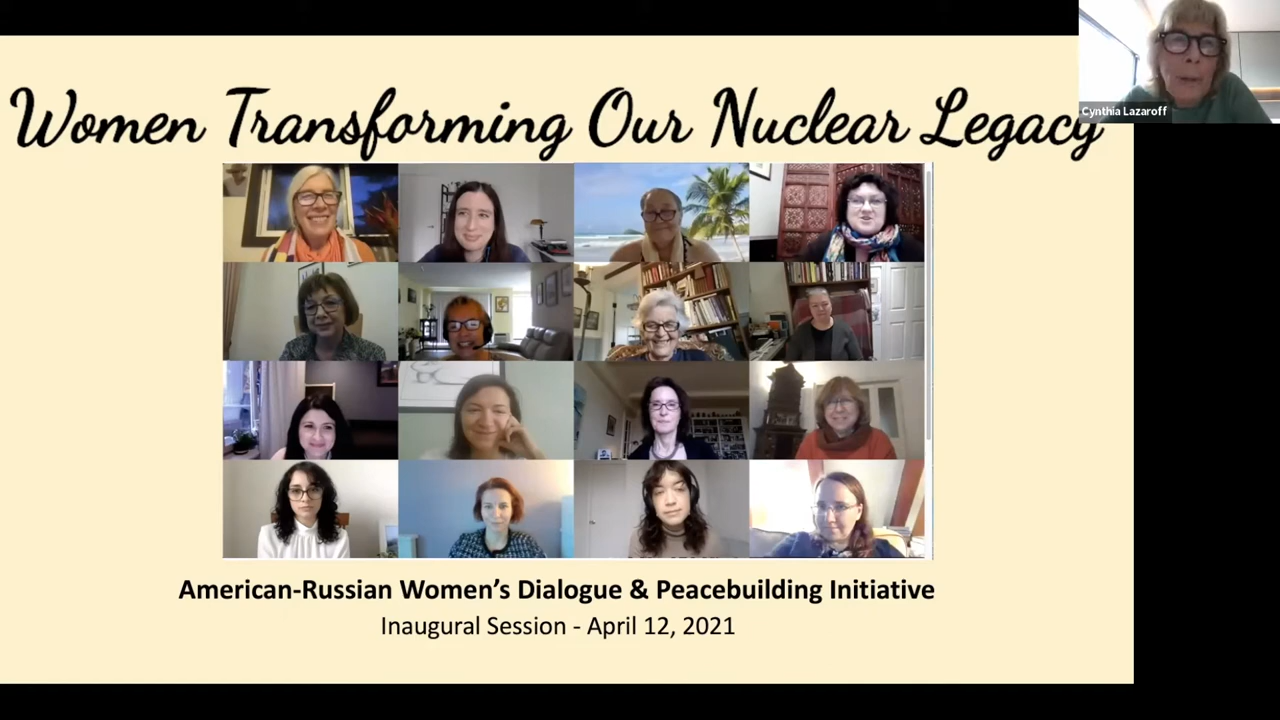 Women Transforming Our Nuclear Legacy
Cynthia Lazaroff
American-Russian Women's Dialogue & Peacebuilding Initiative
Inaugural Session - April 12, 2021